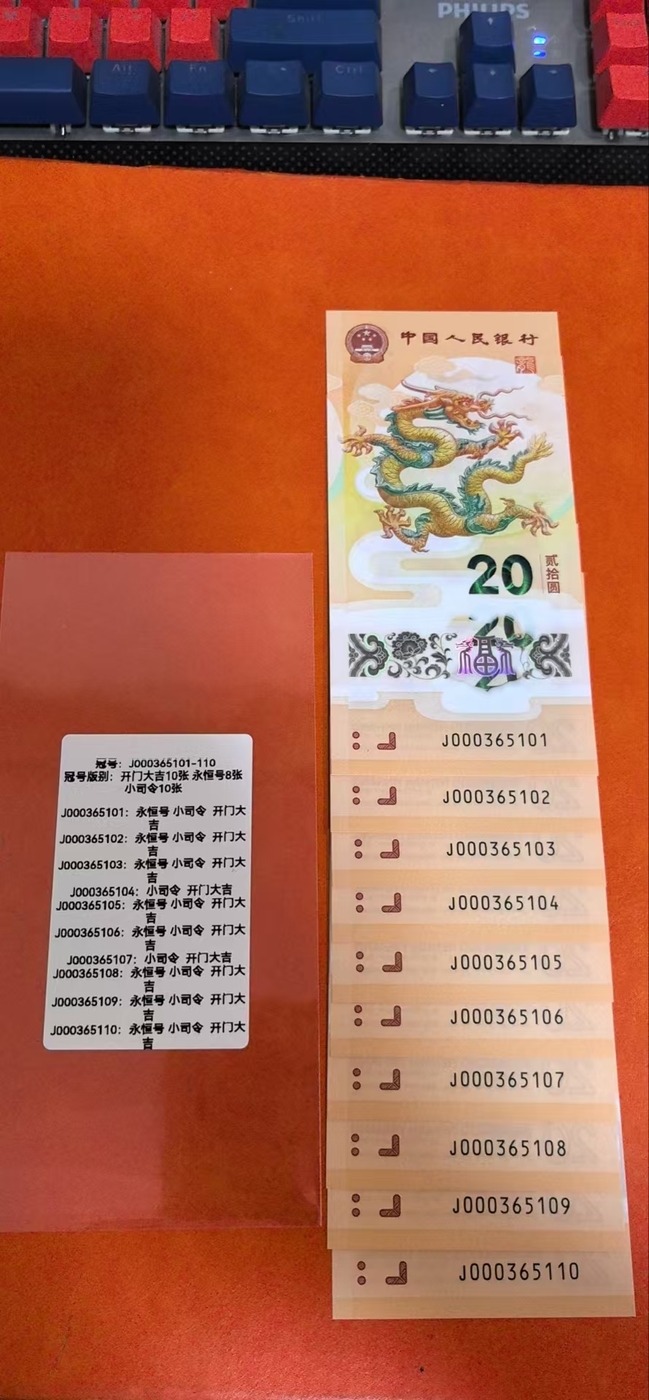 PHILIPS
Shift
Alt
Fn
Ctrl
中国人民银行
20
贰拾圆
20
福
J000365101
J000365102
J000365103
J000365104
J000365105
J000365106
J000365107
J000365108
J000365109
J000365110
冠号：J000365101-110
冠号版别：开门大吉10张 永恒号8张
小司令10张
J000365101：永恒号 小司令 开门大
吉
J000365102：永恒号 小司令 开门大
吉
J000365103：永恒号 小司令 开门大
吉
J000365104：小司令 开门大吉
J000365105：永恒号 小司令 开门大
吉
J000365106：永恒号 小司令 开门大
吉
J000365107：小司令 开门大吉
J000365108：永恒号 小司令 开门大
吉
J000365109：永恒号 小司令 开门大
吉
J000365110：永恒号 小司令 开门大
吉